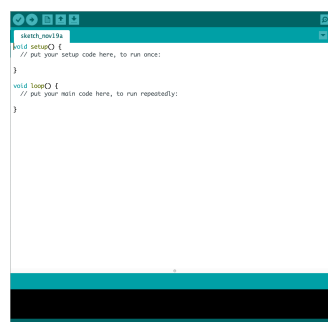 sketch_nov19a
void setup() {
  // put your setup code here, to run once:
}
void loop() {
  // put your main code here, to run repeatedly:
}